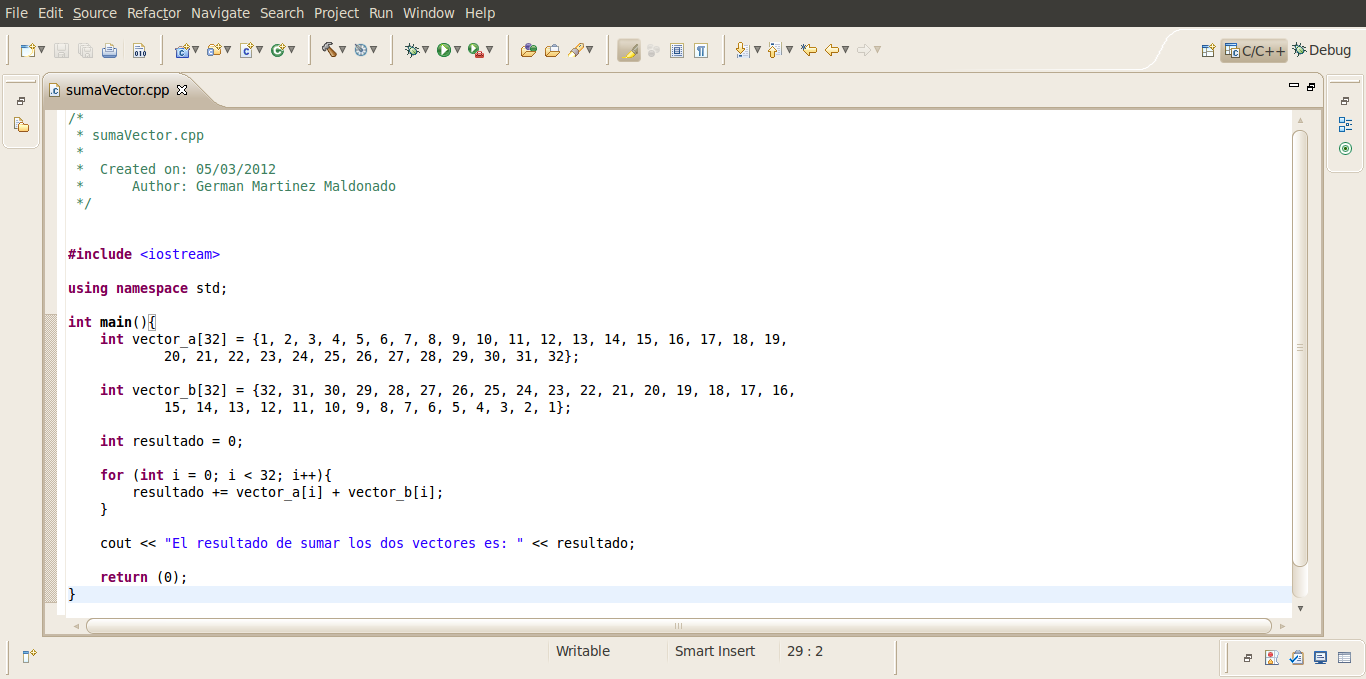 File Edit Source Refactor Navigate Search Project Run Window Help
C/C++ Debug
sumaVector.cpp
/*
 * sumaVector.cpp
 *
 *  Created on: 05/03/2012
 *      Author: German Martinez Maldonado
 */
#include <iostream>
using namespace std;
int main(){
    int vector_a[32] = {1, 2, 3, 4, 5, 6, 7, 8, 9, 10, 11, 12, 13, 14, 15, 16, 17, 18, 19,
            20, 21, 22, 23, 24, 25, 26, 27, 28, 29, 30, 31, 32};
    int vector_b[32] = {32, 31, 30, 29, 28, 27, 26, 25, 24, 23, 22, 21, 20, 19, 18, 17, 16,
            15, 14, 13, 12, 11, 10, 9, 8, 7, 6, 5, 4, 3, 2, 1};
    int resultado = 0;
    for (int i = 0; i < 32; i++){
        resultado += vector_a[i] + vector_b[i];
    }
    cout << "El resultado de sumar los dos vectores es: " << resultado;
    return (0);
}
Writable Smart Insert 29 : 2